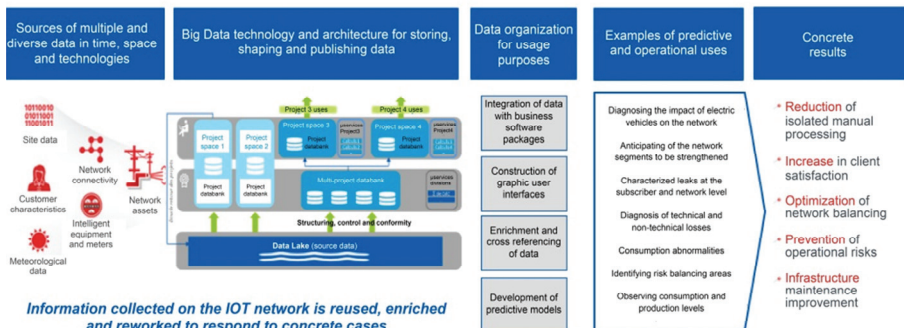 Sources of multiple and
diverse data in time, space
and technologies
Big Data technology and architecture for storing,
shaping and publishing data
Data organization
for usage
purposes
Examples of predictive
and operational uses
Concrete
results
10110010
01011001
11001011
Site data
Network
connectivity
Customer
characteristics
Network
assets
Intelligent
equipment
and meters
Meteorological
data
Project 3 uses
Project 4 uses
Project
space 1
Project
space 2
Project space 3
Project
databank
Project3
Project space 4
Project
databank
Project4
Project
databank
Project
databank
Multi-project databank
Structuring, control and conformity
Data Lake (source data)
Integration of data
with business
software
packages
Construction of
graphic user
interfaces
Enrichment and
cross referencing
of data
Development of
predictive models
Diagnosing the impact of electric
vehicles on the network
Anticipating of the network
segments to be strengthened
Characterized leaks at the
subscriber and network level
Diagnosis of technical and
non-technical losses
Consumption abnormalities
Identifying risk balancing areas
Observing consumption and
production levels
* Reduction of
isolated manual
processing
* Increase in client
satisfaction
* Optimization of
network balancing
* Prevention of
operational risks
* Infrastructure
maintenance
improvement
Information collected on the IOT network is reused, enriched
and reworked to respond to concrete cases